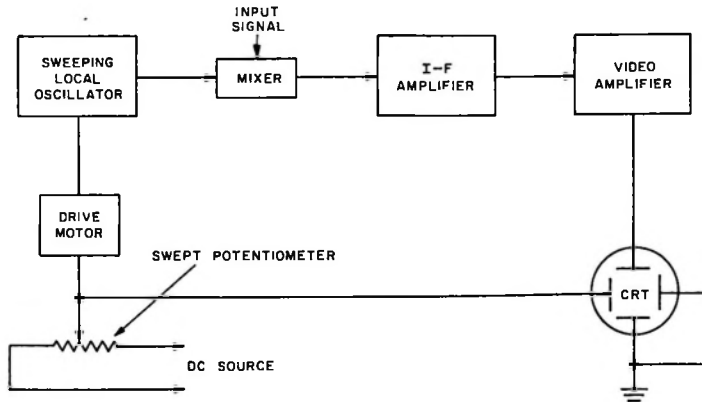 INPUT
SIGNAL
SWEEPING
LOCAL
OSCILLATOR
MIXER
I-F
AMPLIFIER
VIDEO
AMPLIFIER
DRIVE
MOTOR
SWEPT POTENTIOMETER
CRT
DC SOURCE